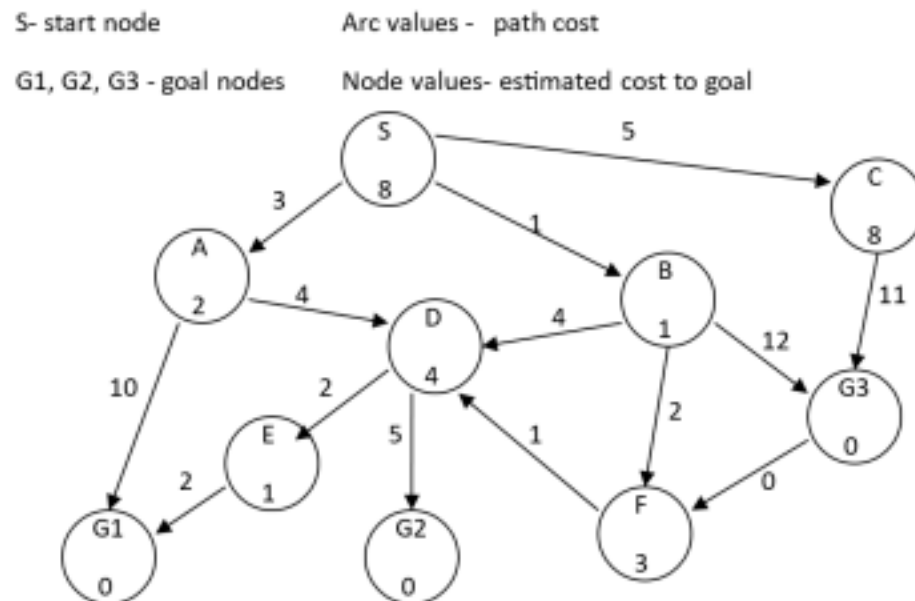 S- start node Arc values - path cost
G1, G2, G3 - goal nodes Node values- estimated cost to goal
S
5
C
8
3
1
8
A
B
11
4
D
4
2
1
12
4
G3
10
2
E
5
1
2
0
2
1
0
G1
G2
F
0
0
3